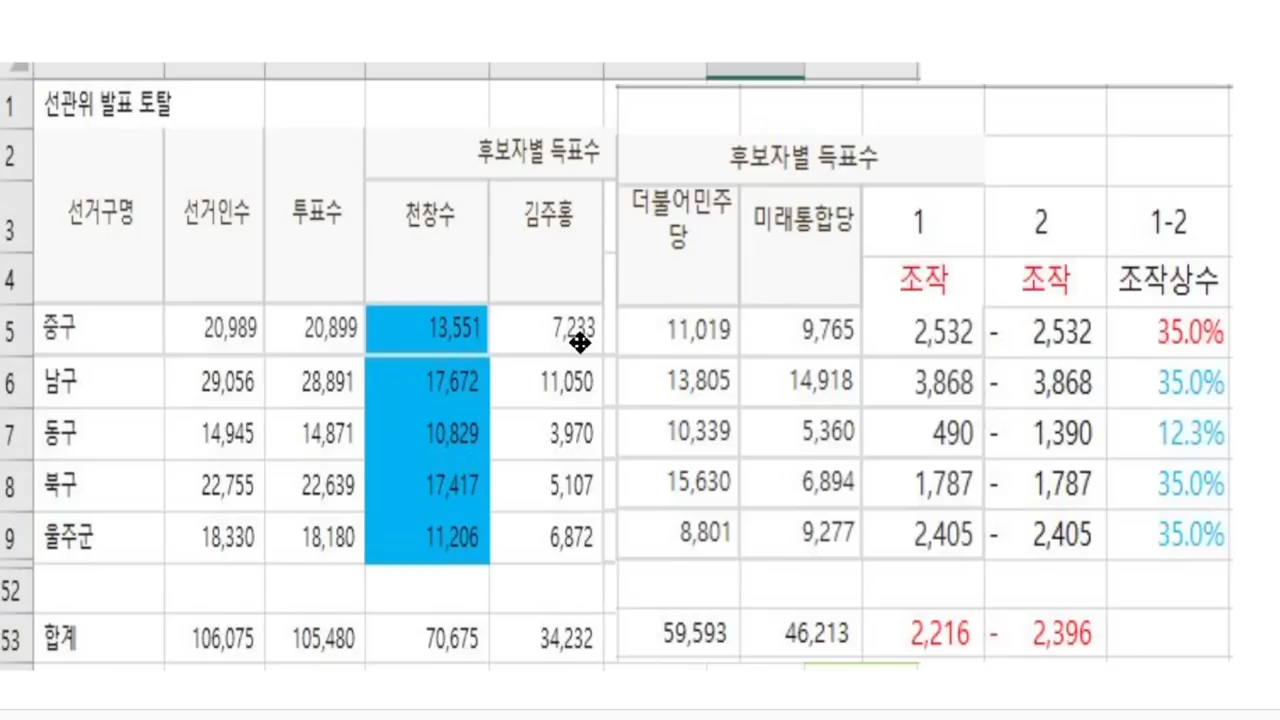 1 선관위 발표 토탈
2 후보자별 득표수 후보자별 득표수
3 선거구명 선거인수 투표수 천창수 김주홍 더불어민주당 미래통합당 1 2 1-2
4 조작 조작 조작상수
5 중구 20,989 20,899 13,551 7,233 11,019 9,765 2,532 - 2,532 35.0%
6 남구 29,056 28,891 17,672 11,050 13,805 14,918 3,868 - 3,868 35.0%
7 동구 14,945 14,871 10,829 3,970 10,339 5,360 490 - 1,390 12.3%
8 북구 22,755 22,639 17,417 5,107 15,630 6,894 1,787 - 1,787 35.0%
9 울주군 18,330 18,180 11,206 6,872 8,801 9,277 2,405 - 2,405 35.0%
52
53 합계 106,075 105,480 70,675 34,232 59,593 46,213 2,216 - 2,396